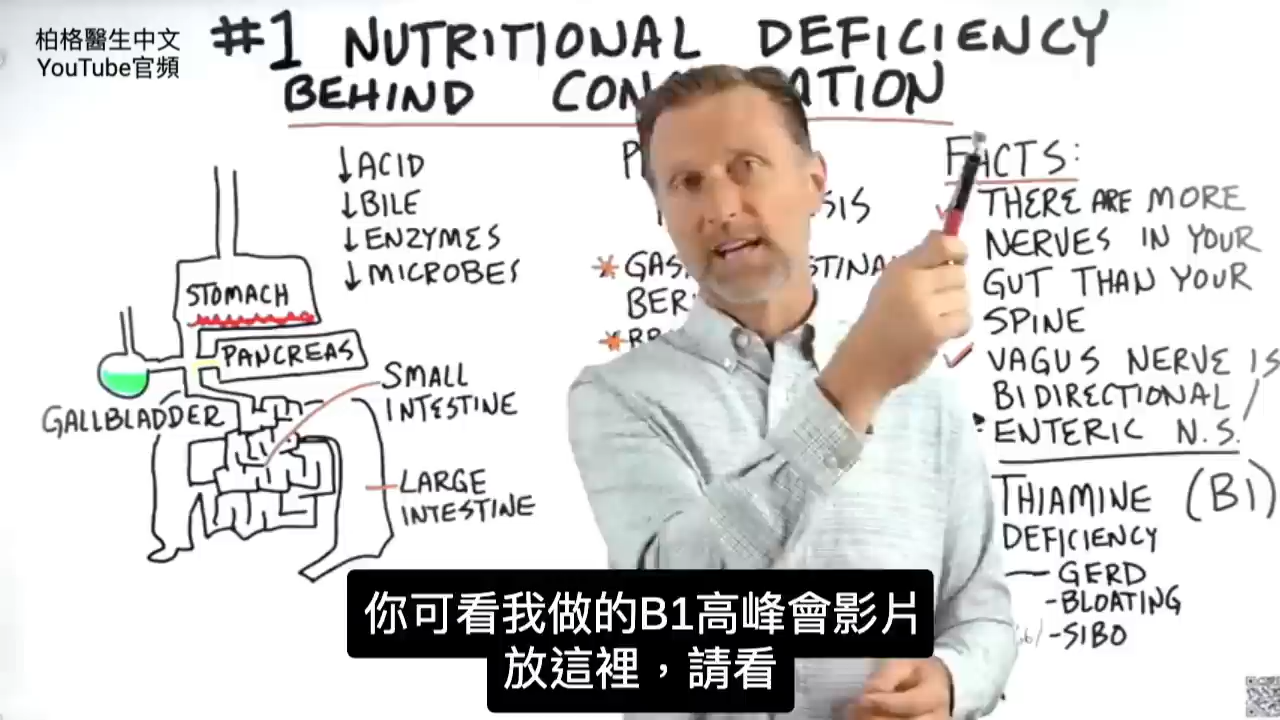 柏格醫生中文
YouTube官頻
#1 NUTRITIONAL DEFICIENCY
BEHIND CON ATION
↓ACID
↓BILE
↓ENZYMES
↓MICROBES
STOMACH
PANCREAS
GALLBLADDER
SMALL
INTESTINE
LARGE
INTESTINE
FACTS:
THERE ARE MORE
NERVES IN YOUR
GUT THAN YOUR
SPINE
VAGUS NERVE IS
BIDIRECTIONAL /
ENTERIC N.S.
THIAMINE (B1)
DEFICIENCY
- GERD
- BLOATING
- SIBO
你可看我做的B1高峰會影片
放這裡，請看